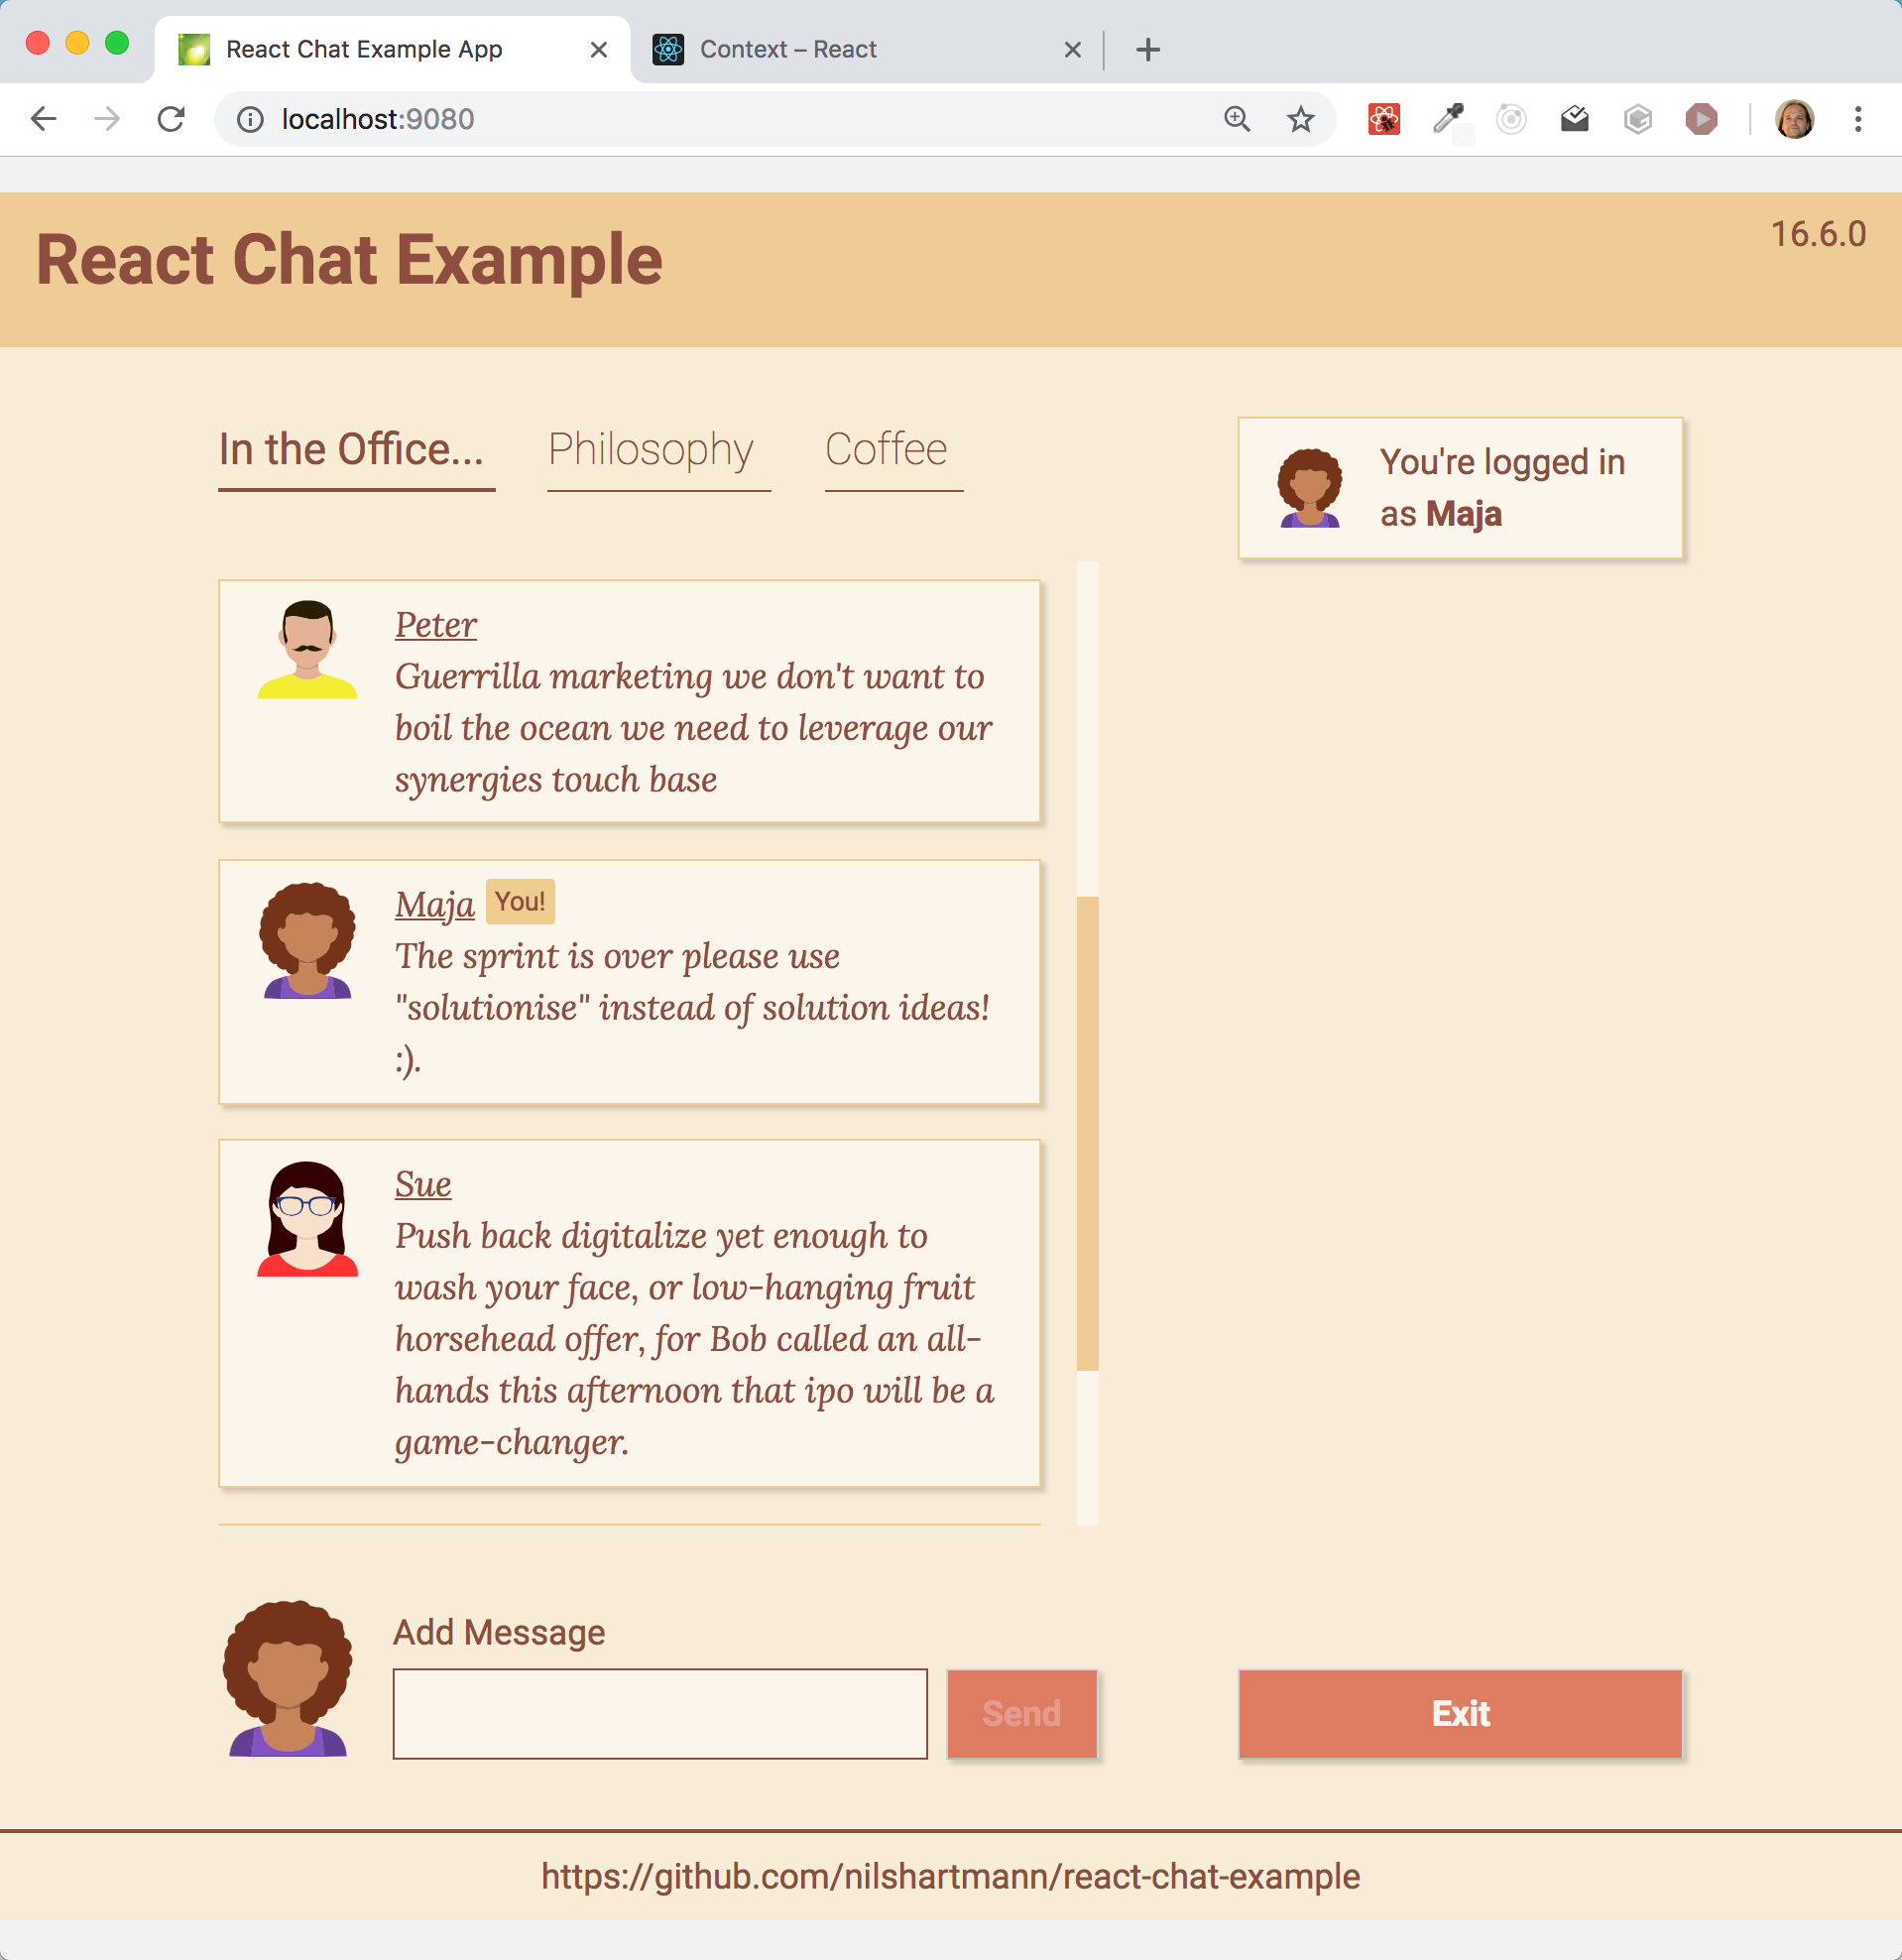 React Chat Example App
Context – React
localhost:9080
React Chat Example
16.6.0
In the Office...
Philosophy
Coffee
You're logged in
as Maja
Peter
Guerrilla marketing we don't want to
boil the ocean we need to leverage our
synergies touch base
Maja You!
The sprint is over please use
"solutionise" instead of solution ideas!
:).
Sue
Push back digitalize yet enough to
wash your face, or low-hanging fruit
horsehead offer, for Bob called an all-
hands this afternoon that ipo will be a
game-changer.
Add Message
Send
Exit
https://github.com/nilshartmann/react-chat-example